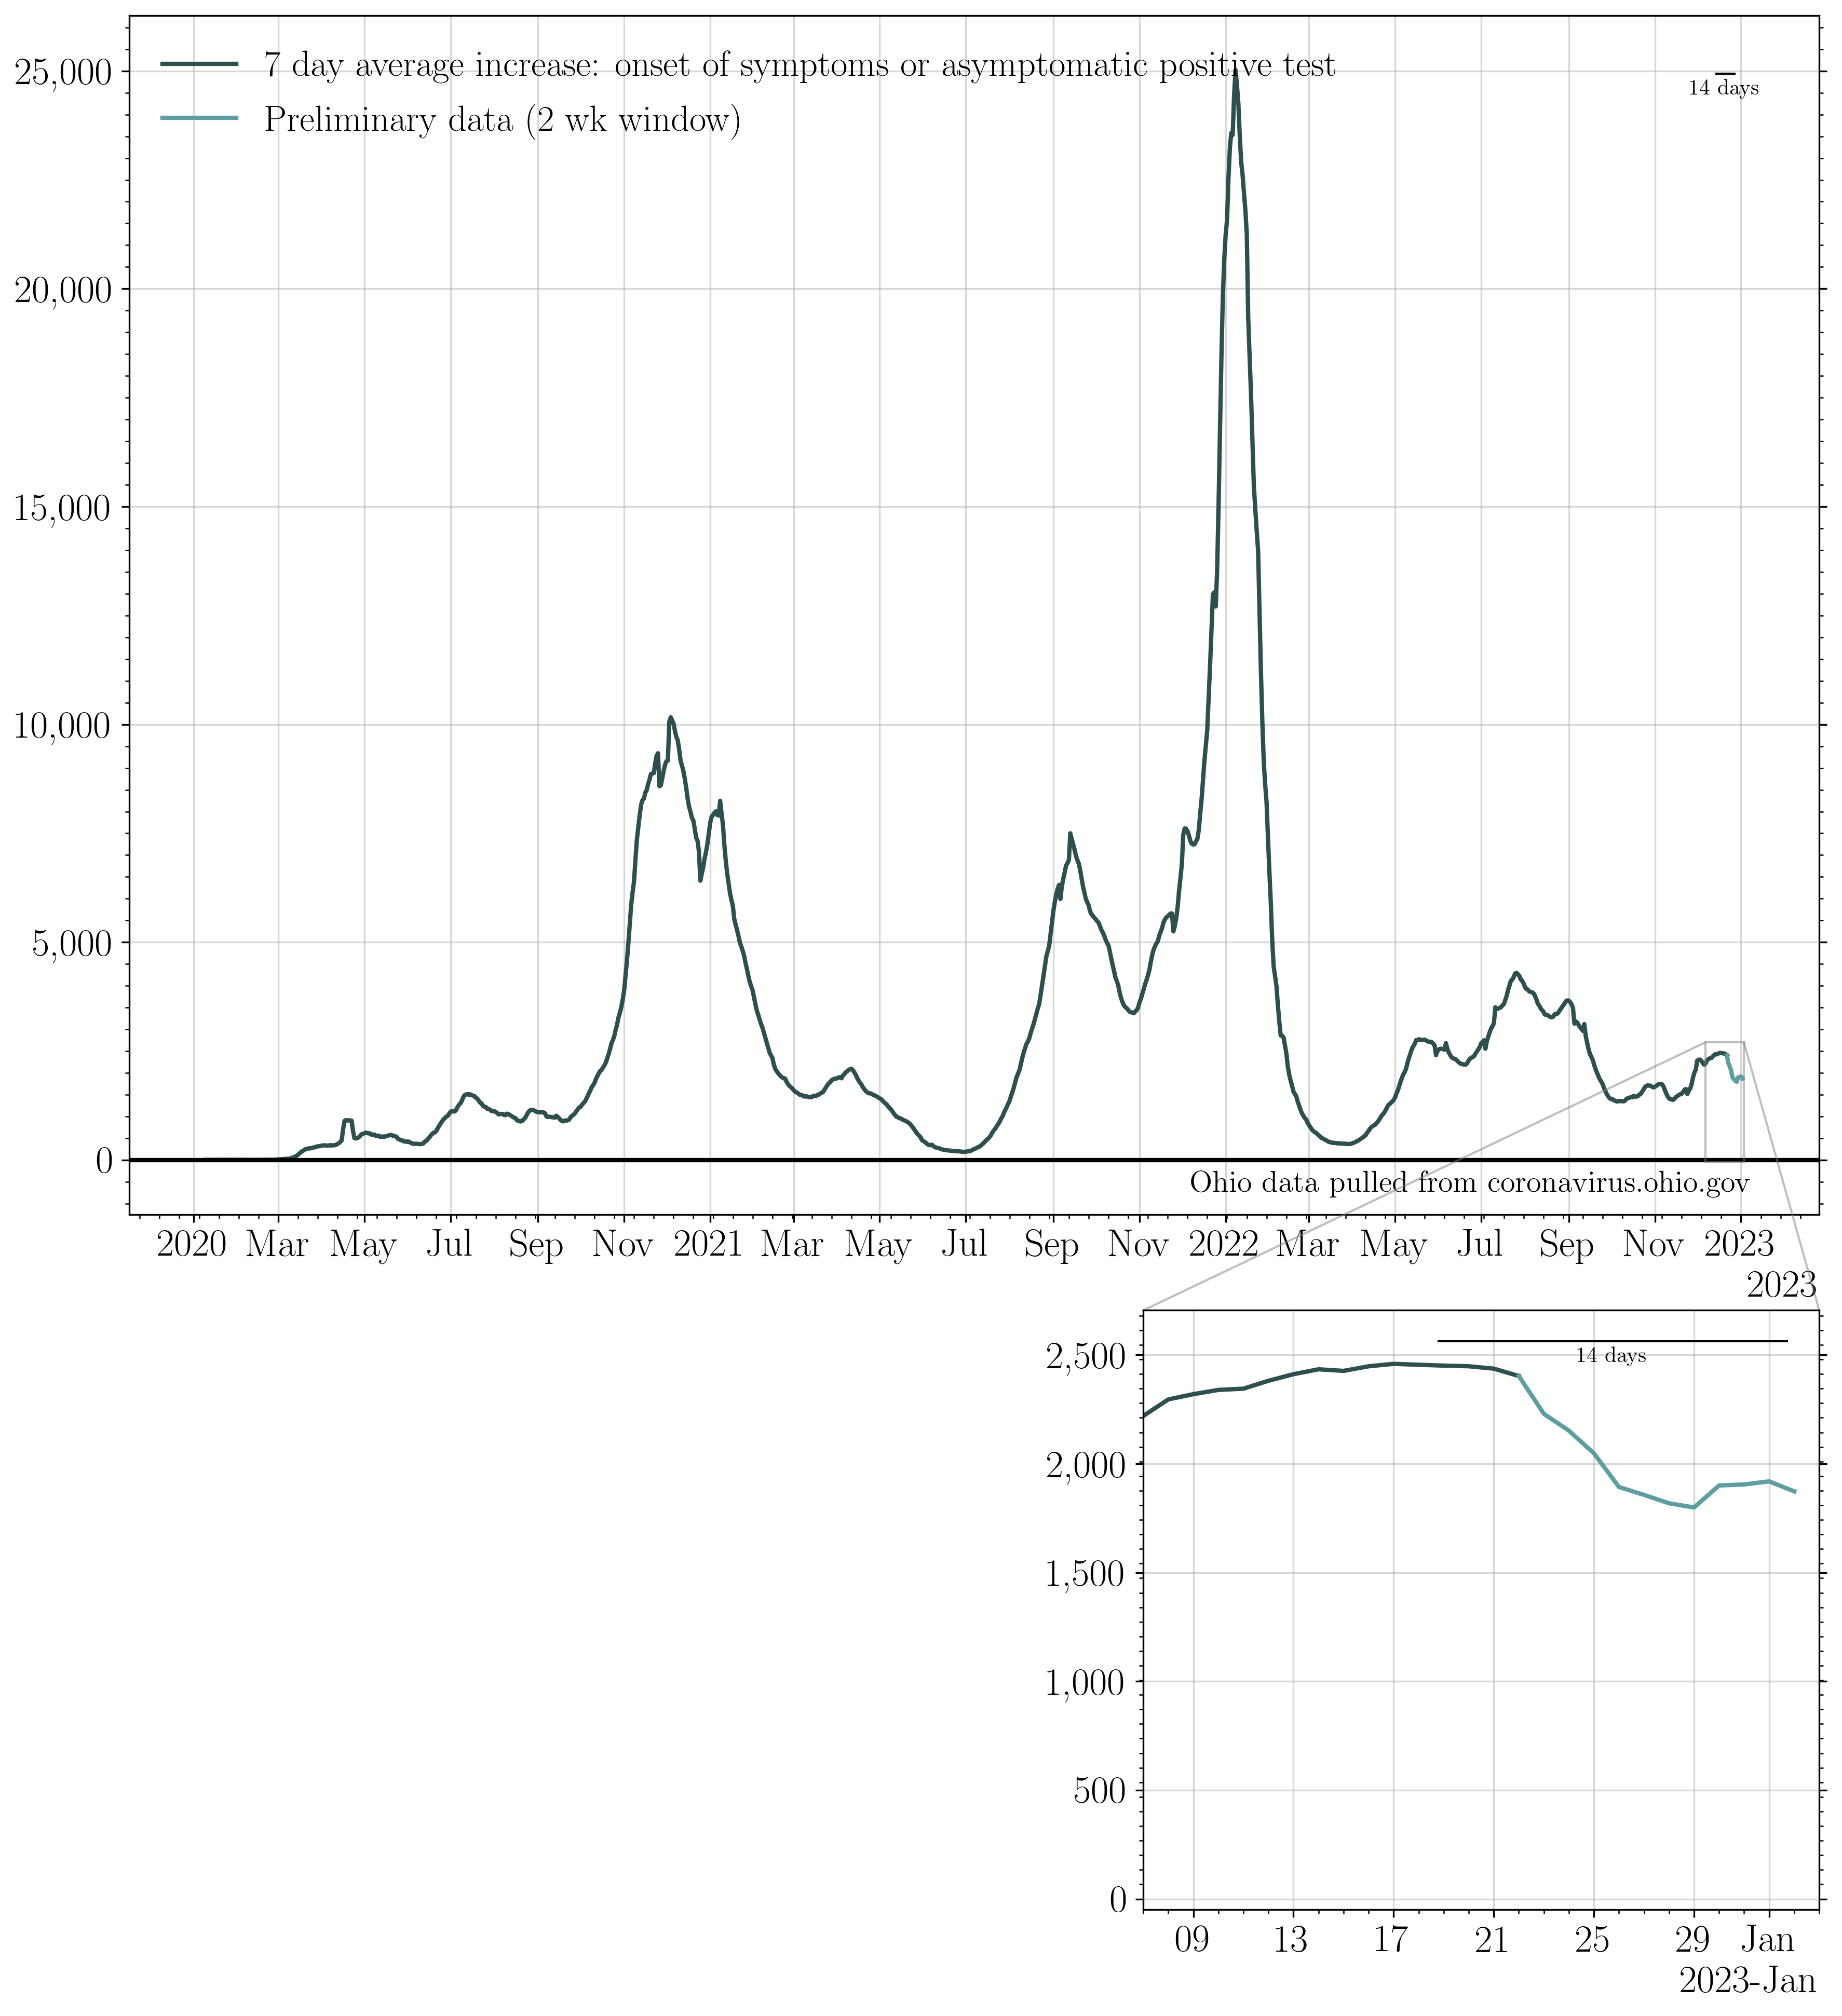 25,000
20,000
15,000
10,000
5,000
0
7 day average increase: onset of symptoms or asymptomatic positive test
Preliminary data (2 wk window)
14 days
Ohio data pulled from coronavirus.ohio.gov
2020 Mar May Jul Sep Nov 2021 Mar May Jul Sep Nov 2022 Mar May Jul Sep Nov 2023
2023
2,500
2,000
1,500
1,000
500
0
14 days
09 13 17 21 25 29 Jan
2023-Jan